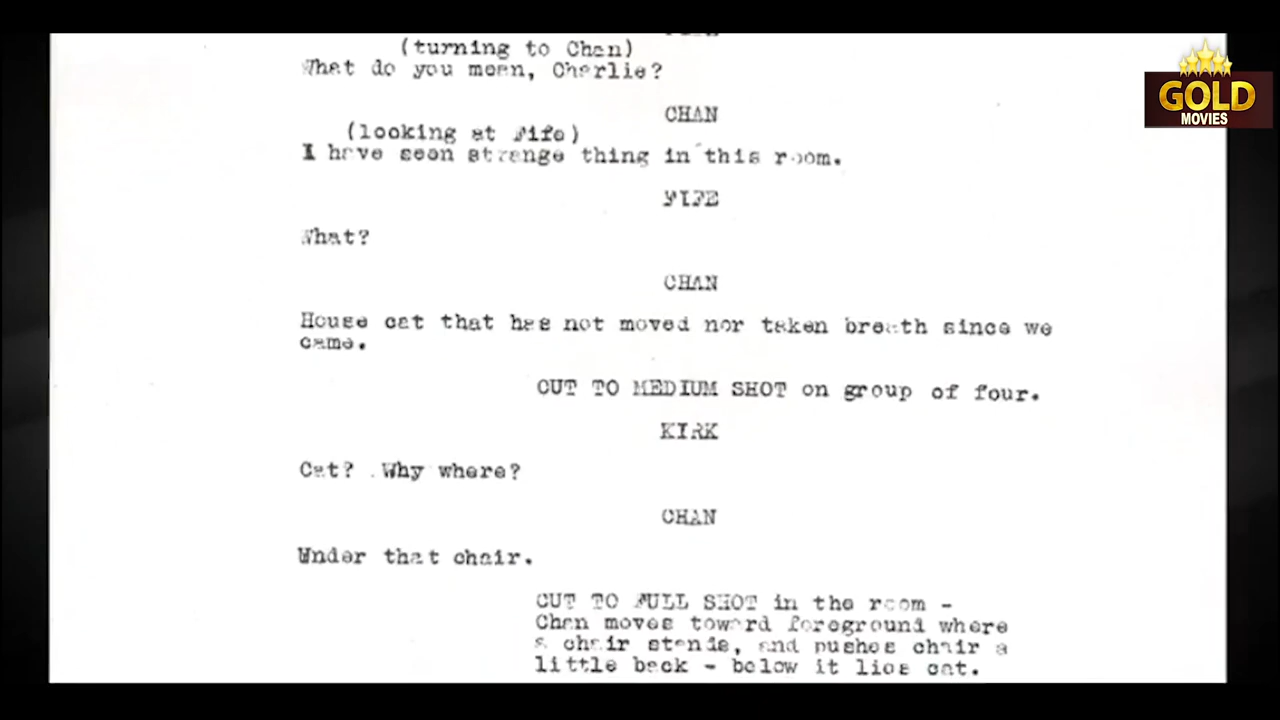 (turning to Chan)
What do you mean, Charlie?
CHAN
(looking at Fife)
I have seen strange thing in this room.
FIFE
What?
CHAN
House cat that has not moved nor taken breath since we
came.
CUT TO MEDIUM SHOT on group of four.
KIRK
Cat? Why where?
CHAN
Under that chair.
CUT TO FULL SHOT in the room -
Chan moves toward foreground where
a chair stands, and pushes chair a
little back - below it lies cat.
GOLD
MOVIES